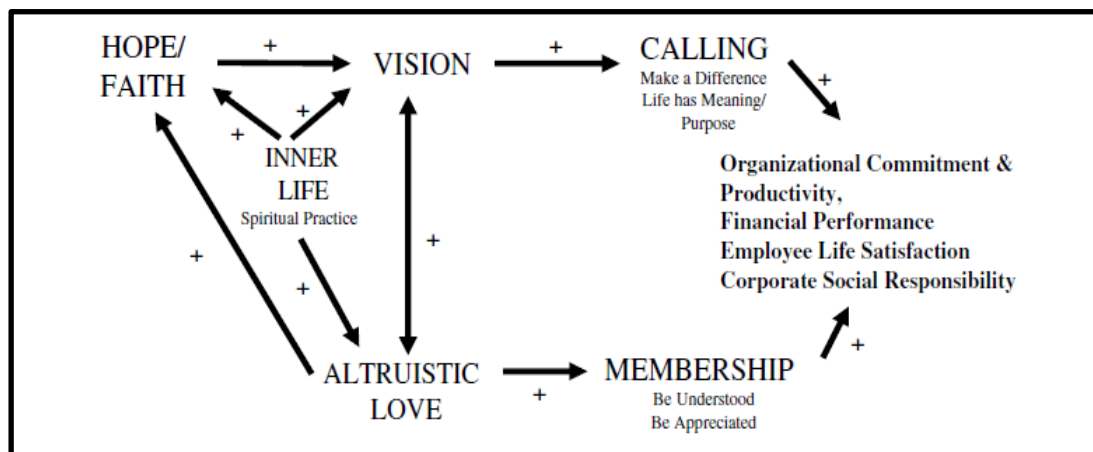 HOPE/
FAITH
+
VISION
+
CALLING
Make a Difference
Life has Meaning/
Purpose
+
+
+
INNER
LIFE
Spiritual Practice
Organizational Commitment &
Productivity,
Financial Performance
Employee Life Satisfaction
Corporate Social Responsibility
+
+
+
ALTRUISTIC
LOVE
+
MEMBERSHIP
Be Understood
Be Appreciated
+